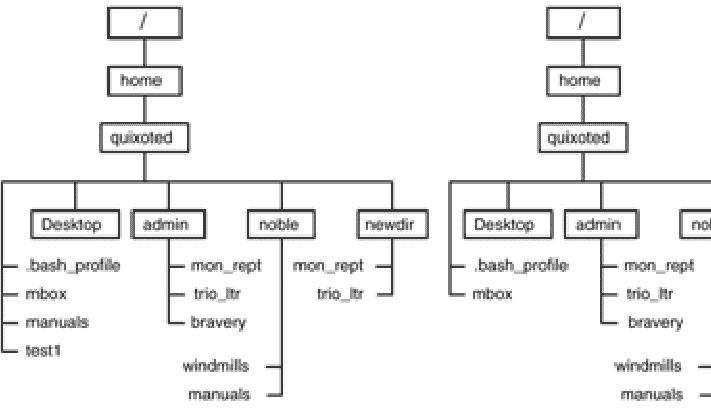 /
home
quixoted
Desktop admin noble newdir
.bash_profile mon_rept mon_rept
mbox trio_ltr trio_ltr
manuals bravery
test1
windmills
manuals
/
home
quixoted
Desktop admin
.bash_profile mon_rept
mbox trio_ltr
bravery
windmills
manuals